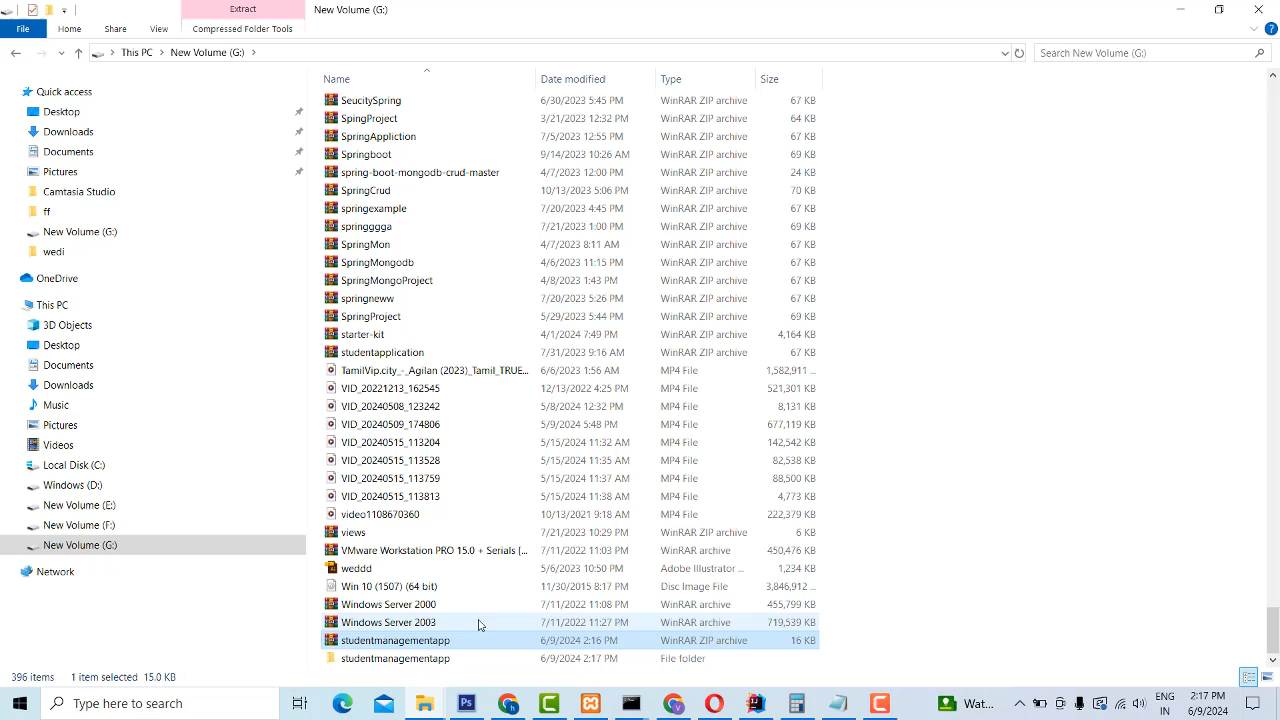 Extract
New Volume (G:)
File Home Share View Compressed Folder Tools
This PC New Volume (G:)
Search New Volume (G:)
Name Date modified Type Size
Quick access
Desktop
Downloads
Documents
Pictures
Camtasia Studio
ff
New Volume (G:)
wedi
OneDrive
This PC
3D Objects
Desktop
Documents
Downloads
Music
Pictures
Videos
Local Disk (C:)
Windows (D:)
New Volume (E:)
New Volume (F:)
New Volume (G:)
Network
SeucitySpring 6/30/2023 5:45 PM WinRAR ZIP archive 67 KB
SpingProject 3/21/2023 12:32 PM WinRAR ZIP archive 64 KB
SpringAppliction 7/5/2023 12:55 PM WinRAR ZIP archive 67 KB
Springboot 9/14/2023 10:26 AM WinRAR ZIP archive 69 KB
spring-boot-mongodb-crud-master 4/7/2023 12:00 PM WinRAR ZIP archive 24 KB
SpringCrud 10/13/2023 5:06 PM WinRAR ZIP archive 70 KB
springexample 7/20/2023 4:45 PM WinRAR ZIP archive 67 KB
springggga 7/21/2023 1:00 PM WinRAR ZIP archive 69 KB
SpringMon 4/7/2023 8:11 AM WinRAR ZIP archive 67 KB
SpringMongodb 4/6/2023 11:15 PM WinRAR ZIP archive 67 KB
SpringMongoProject 4/8/2023 1:43 PM WinRAR ZIP archive 67 KB
springneww 7/20/2023 5:26 PM WinRAR ZIP archive 67 KB
SpringProject 5/29/2023 5:44 PM WinRAR ZIP archive 69 KB
starter-kit 4/1/2024 7:49 PM WinRAR ZIP archive 4,164 KB
studentapplication 7/31/2023 9:16 AM WinRAR ZIP archive 67 KB
TamilVip.city_-_Agilan (2023)_Tamil_TRUE... 6/6/2023 1:56 AM MP4 File 1,582,911 ...
VID_20221213_162545 12/13/2022 4:25 PM MP4 File 521,301 KB
VID_20240508_123242 5/8/2024 12:32 PM MP4 File 8,131 KB
VID_20240509_174806 5/9/2024 5:48 PM MP4 File 677,119 KB
VID_20240515_113204 5/15/2024 11:32 AM MP4 File 142,542 KB
VID_20240515_113528 5/15/2024 11:35 AM MP4 File 82,538 KB
VID_20240515_113759 5/15/2024 11:37 AM MP4 File 88,500 KB
VID_20240515_113813 5/15/2024 11:38 AM MP4 File 4,773 KB
video1108670360 10/13/2021 9:18 AM MP4 File 222,379 KB
views 7/21/2023 10:29 PM WinRAR ZIP archive 6 KB
VMware Workstation PRO 15.0 + Serials [... 7/11/2022 11:03 PM WinRAR archive 450,476 KB
weddd 5/6/2023 10:50 PM Adobe Illustrator ... 1,234 KB
Win 10 (1507) (64 bit) 11/30/2015 8:17 PM Disc Image File 3,846,912 ...
Windows Server 2000 7/11/2022 11:08 PM WinRAR archive 455,799 KB
Windows Server 2003 7/11/2022 11:27 PM WinRAR archive 719,539 KB
studentmanagementapp 6/9/2024 2:16 PM WinRAR ZIP archive 16 KB
studentmanagementapp 6/9/2024 2:17 PM File folder
396 items 1 item selected 15.0 KB
Type here to search
Wat...
ENG
IN
2:17 PM
6/9/2024